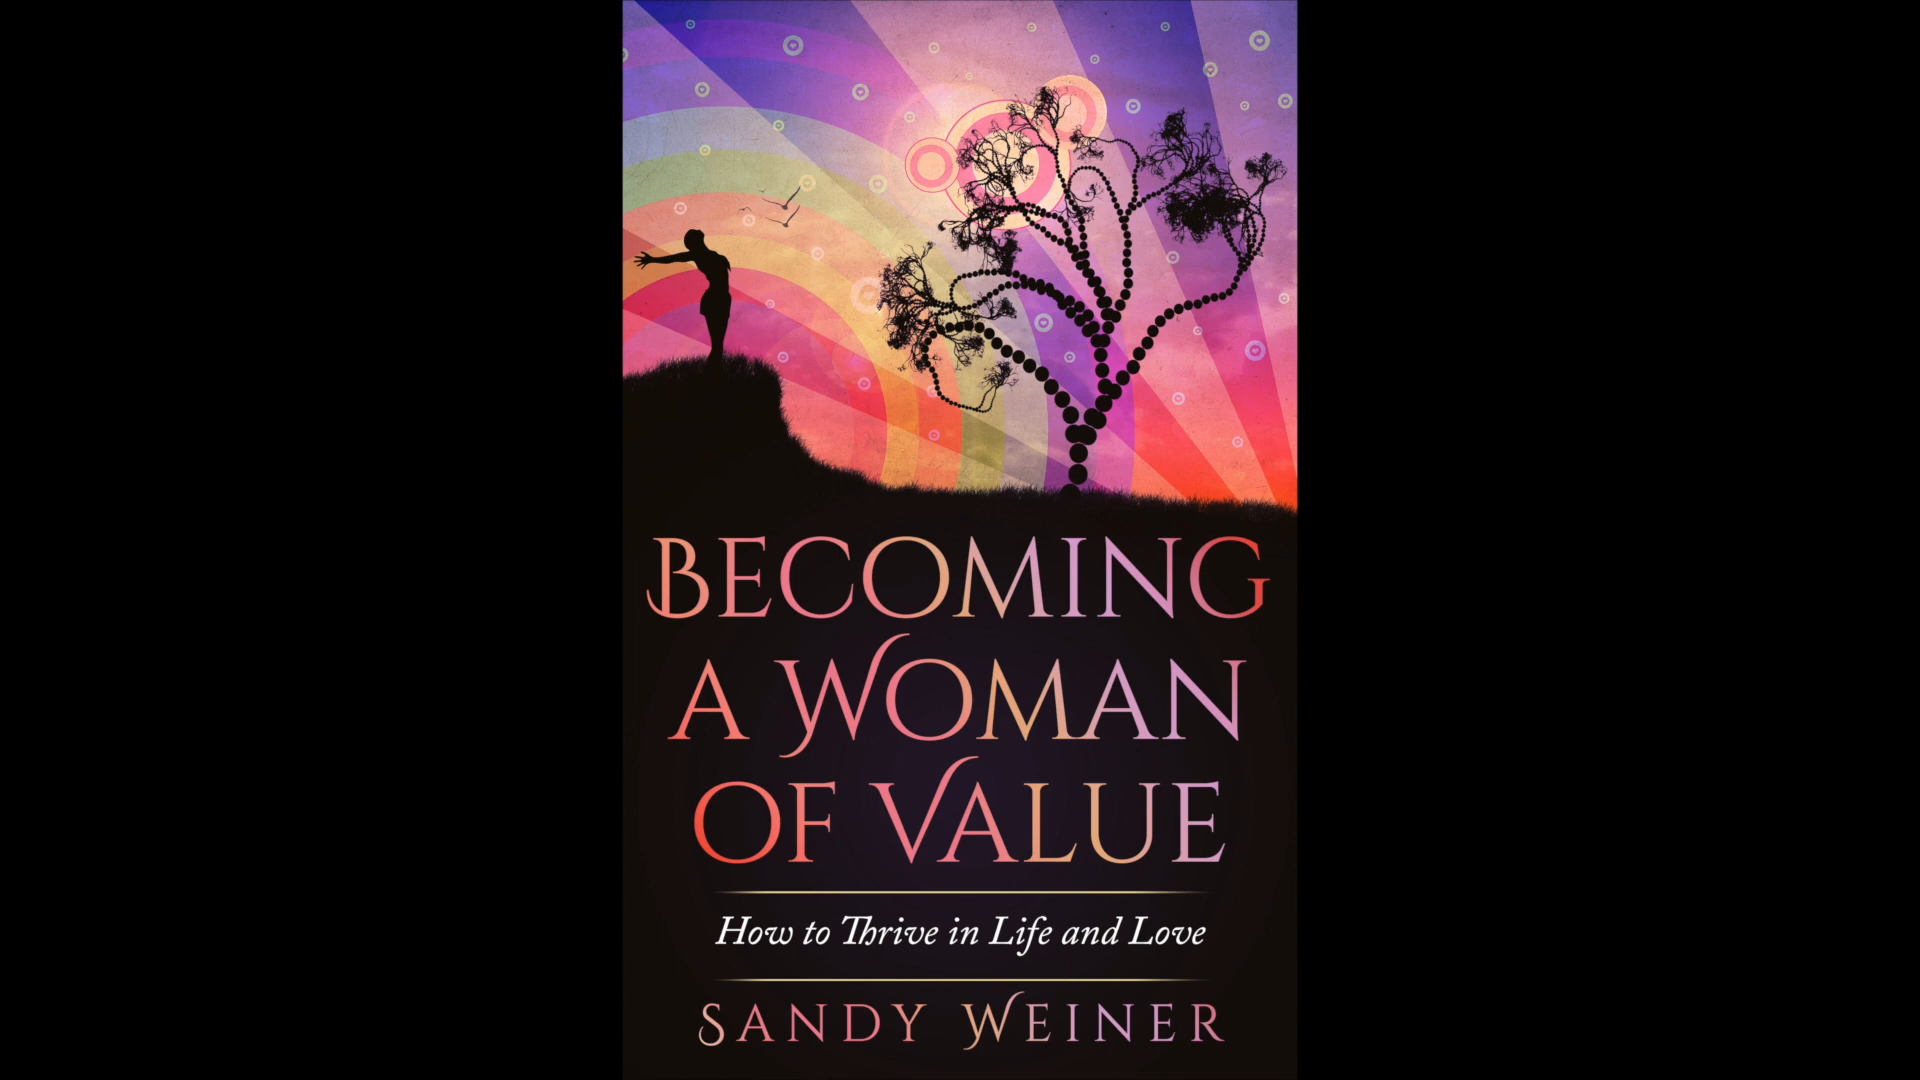 BECOMING
A WOMAN
OF VALUE
How to Thrive in Life and Love
SANDY WEINER